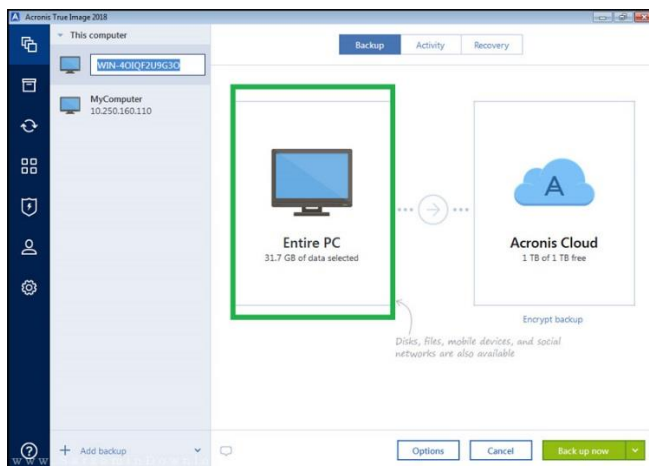 Acronis True Image 2018
This computer
WIN-4OIQF2U9G3O
MyComputer
10.250.160.110
Backup
Activity
Recovery
Entire PC
31.7 GB of data selected
Acronis Cloud
1 TB of 1 TB free
Encrypt backup
Disks, files, mobile devices, and social
networks are also available
Add backup
Options
Cancel
Back up now